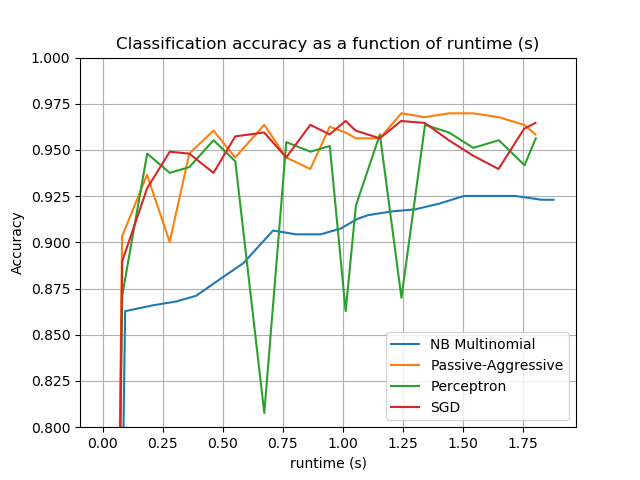 Classification accuracy as a function of runtime (s)
1.000
0.975
0.950
0.925
0.900
0.875
0.850
0.825
0.800
Accuracy
NB Multinomial
Passive-Aggressive
Perceptron
SGD
0.00 0.25 0.50 0.75 1.00 1.25 1.50 1.75
runtime (s)